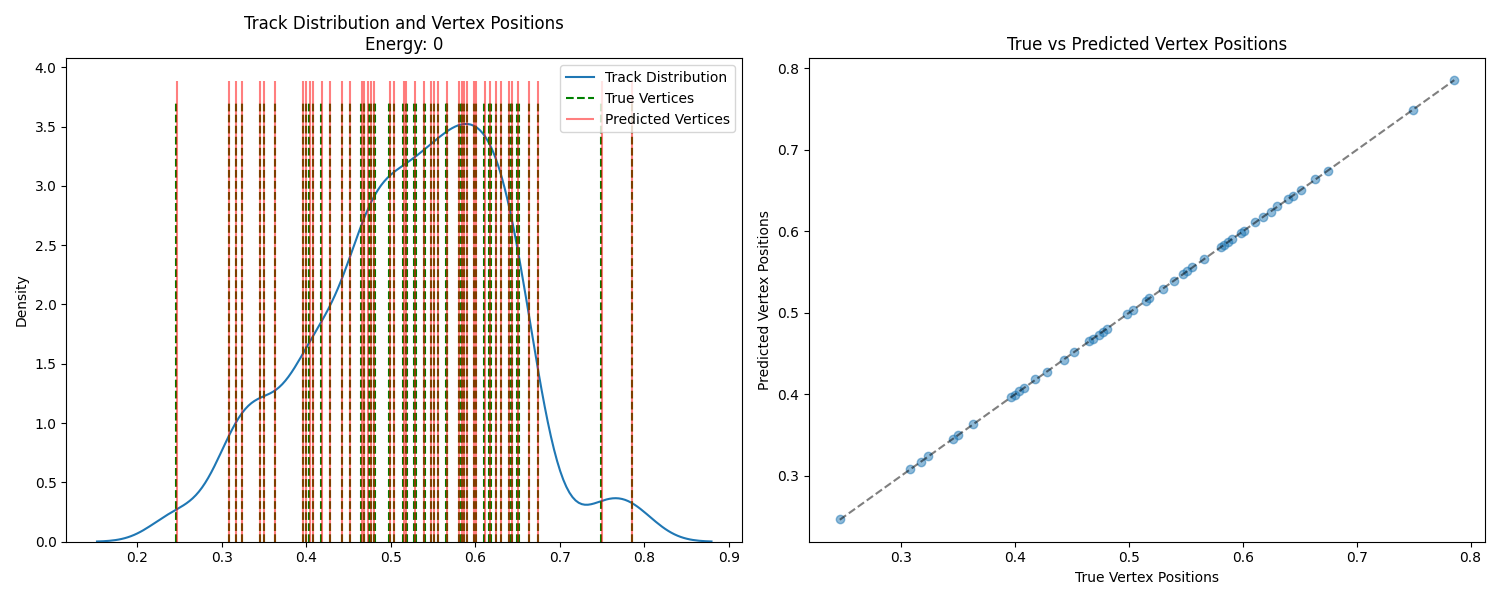 Track Distribution and Vertex Positions
Energy: 0
Density
4.0
3.5
3.0
2.5
2.0
1.5
1.0
0.5
0.0
0.2 0.3 0.4 0.5 0.6 0.7 0.8 0.9
Track Distribution
True Vertices
Predicted Vertices
True vs Predicted Vertex Positions
Predicted Vertex Positions
0.8
0.7
0.6
0.5
0.4
0.3
0.3 0.4 0.5 0.6 0.7 0.8
True Vertex Positions